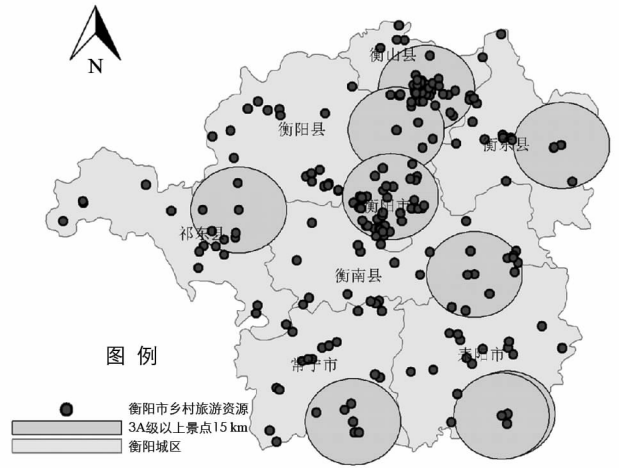 N
衡山县
衡阳县
衡东县
衡阳市
祁东县
衡南县
常宁市
耒阳市
图 例
衡阳市乡村旅游资源
3A级以上景点15 km
衡阳城区